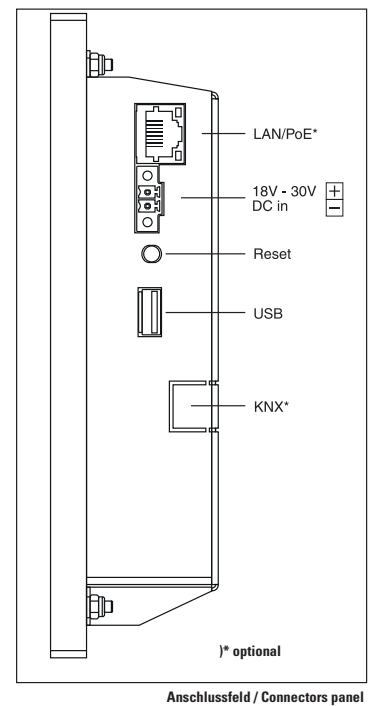 LAN/PoE*
18V - 30V +
DC in −
Reset
USB
KNX*
)* optional
Anschlussfeld / Connectors panel